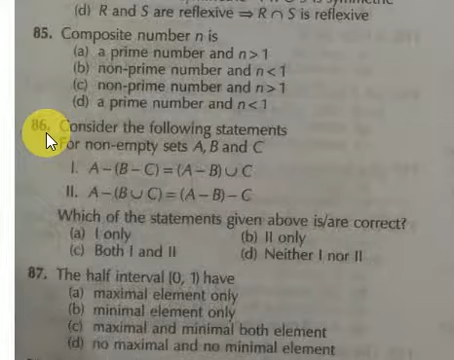 (d) R and S are reflexive ⇒ R ∩ S is reflexive
85. Composite number n is
(a) a prime number and n > 1
(b) non-prime number and n < 1
(c) non-prime number and n > 1
(d) a prime number and n < 1
86. Consider the following statements
For non-empty sets A, B and C
I. A − (B − C) = (A − B) ∪ C
II. A − (B ∪ C) = (A − B) − C
Which of the statements given above is/are correct?
(a) I only (b) II only
(c) Both I and II (d) Neither I nor II
87. The half interval [0, 1) have
(a) maximal element only
(b) minimal element only
(c) maximal and minimal both element
(d) no maximal and no minimal element